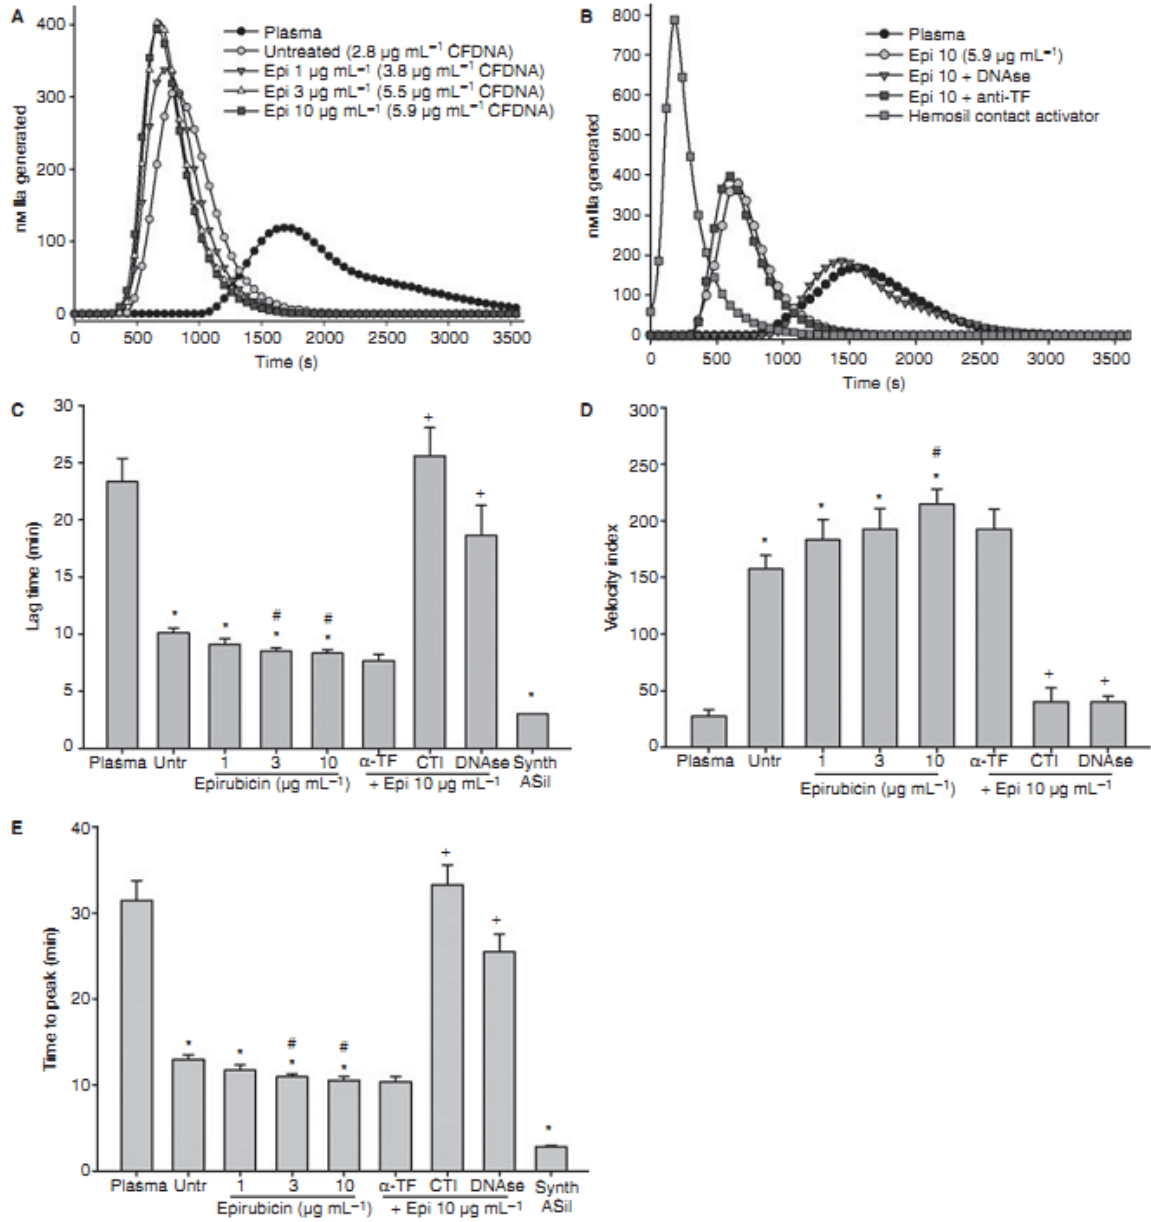 A
400
300
200
100
0
nM IIa generated
Plasma
Untreated (2.8 µg mL⁻¹ CFDNA)
Epi 1 µg mL⁻¹ (3.8 µg mL⁻¹ CFDNA)
Epi 3 µg mL⁻¹ (5.5 µg mL⁻¹ CFDNA)
Epi 10 µg mL⁻¹ (5.9 µg mL⁻¹ CFDNA)
0 500 1000 1500 2000 2500 3000 3500
Time (s)
B
800
700
600
500
400
300
200
100
0
nM IIa generated
Plasma
Epi 10 (5.9 µg mL⁻¹)
Epi 10 + DNAse
Epi 10 + anti-TF
Hemosil contact activator
0 500 1000 1500 2000 2500 3000 3500
Time (s)
C
30
25
20
15
10
5
0
Lag time (min)
* * # * # * + + *
Plasma Untr 1 3 10 α-TF CTI DNAse Synth
ASil
Epirubicin (µg mL⁻¹) + Epi 10 µg mL⁻¹
D
300
250
200
150
100
50
0
Velocity index
* * * # * + +
Plasma Untr 1 3 10 α-TF CTI DNAse
Epirubicin (µg mL⁻¹) + Epi 10 µg mL⁻¹
E
40
30
20
10
0
Time to peak (min)
* * # * # * + + *
Plasma Untr 1 3 10 α-TF CTI DNAse Synth
ASil
Epirubicin (µg mL⁻¹) + Epi 10 µg mL⁻¹